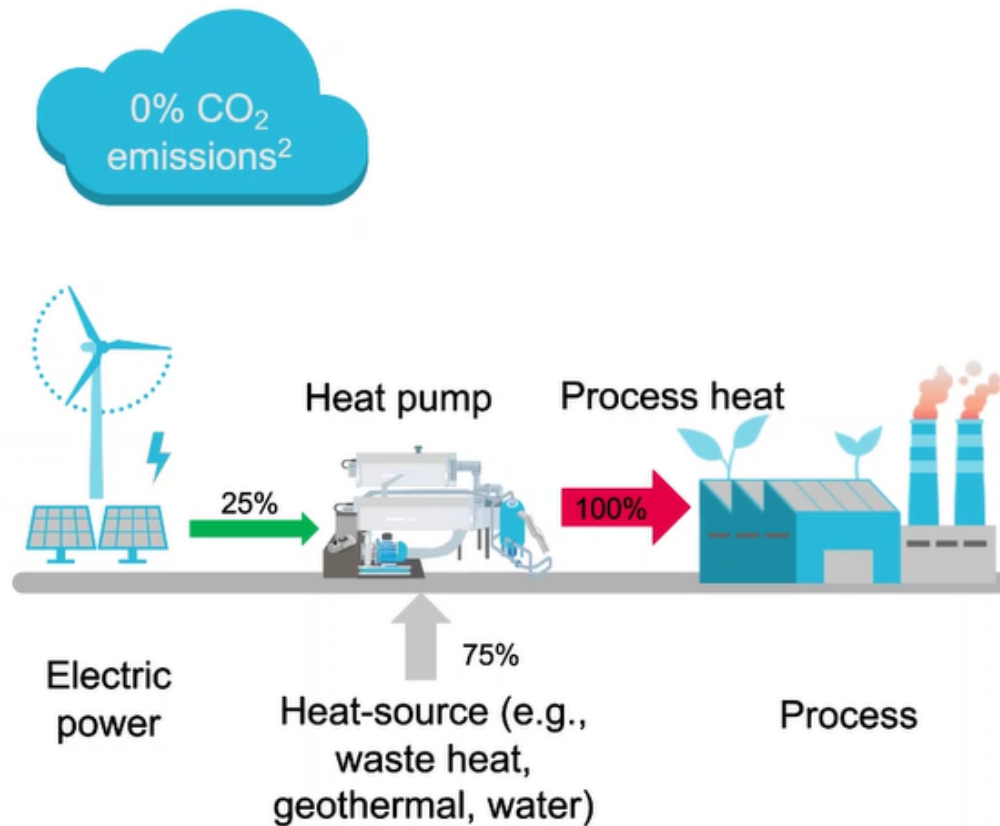 0% CO₂
emissions²
Heat pump
Process heat
25%
100%
75%
Electric
power
Heat-source (e.g.,
waste heat,
geothermal, water)
Process